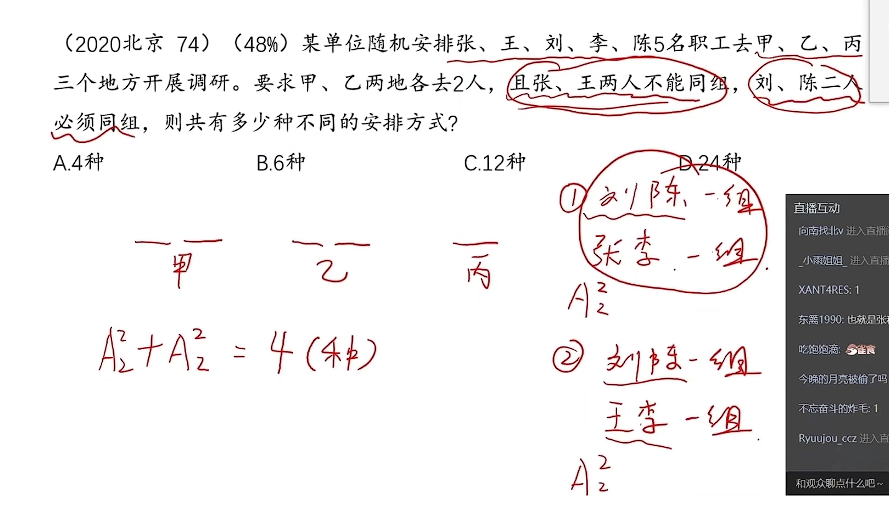 （2020北京 74）（48%）某单位随机安排张、王、刘、李、陈5名职工去甲、乙、丙
三个地方开展调研。要求甲、乙两地各去2人，且张、王两人不能同组，刘、陈二人
必须同组，则共有多少种不同的安排方式?
A.4种 B.6种 C.12种 D.24种
① 刘陈一组
张李一组
A²₂
甲 乙 丙
A²₂+A²₂=4(种)
② 刘陈一组
王李一组
A²₂
直播互动
向南找北v 进入直播
_小雨姐姐_ 进入直播
XANT4RES: 1
东篱1990: 也就是张
吃饱饱滴: 雀食
今晚的月亮被偷了吗
不忘奋斗的炸毛: 1
Ryuujou_ccz 进入直
和观众聊点什么吧~